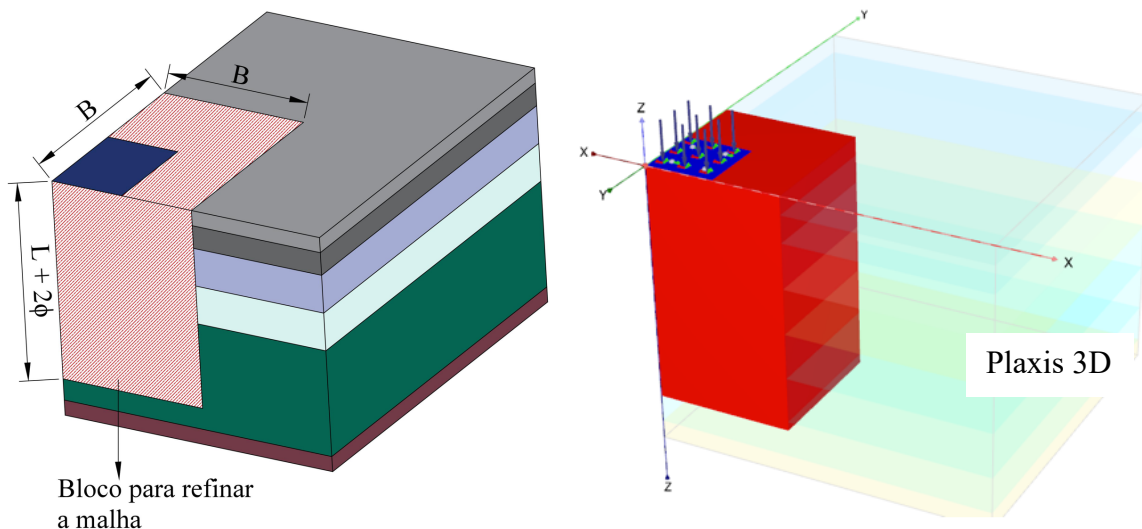 B
B
L + 2ϕ
Bloco para refinar
a malha
Y
Z
X
Y
X
Z
Plaxis 3D